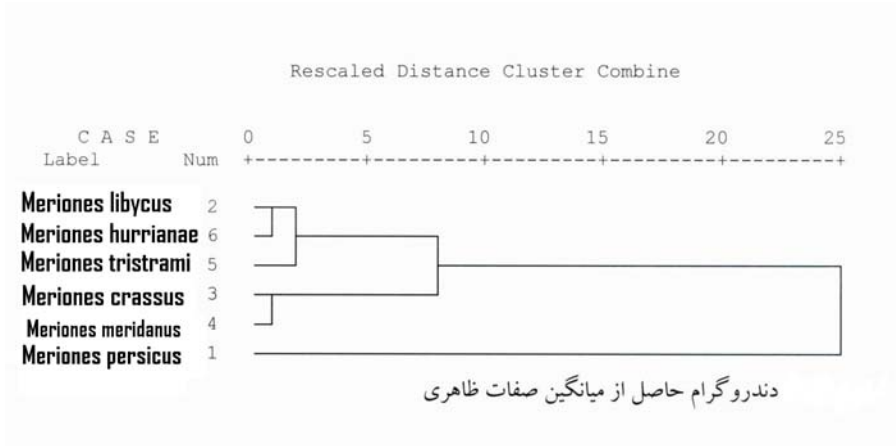 Rescaled Distance Cluster Combine
C A S E 0 5 10 15 20 25
Label Num +---------+---------+---------+---------+---------+
Meriones libycus 2
Meriones hurrianae 6
Meriones tristrami 5
Meriones crassus 3
Meriones meridanus 4
Meriones persicus 1
دندروگرام حاصل از میانگین صفات ظاهری